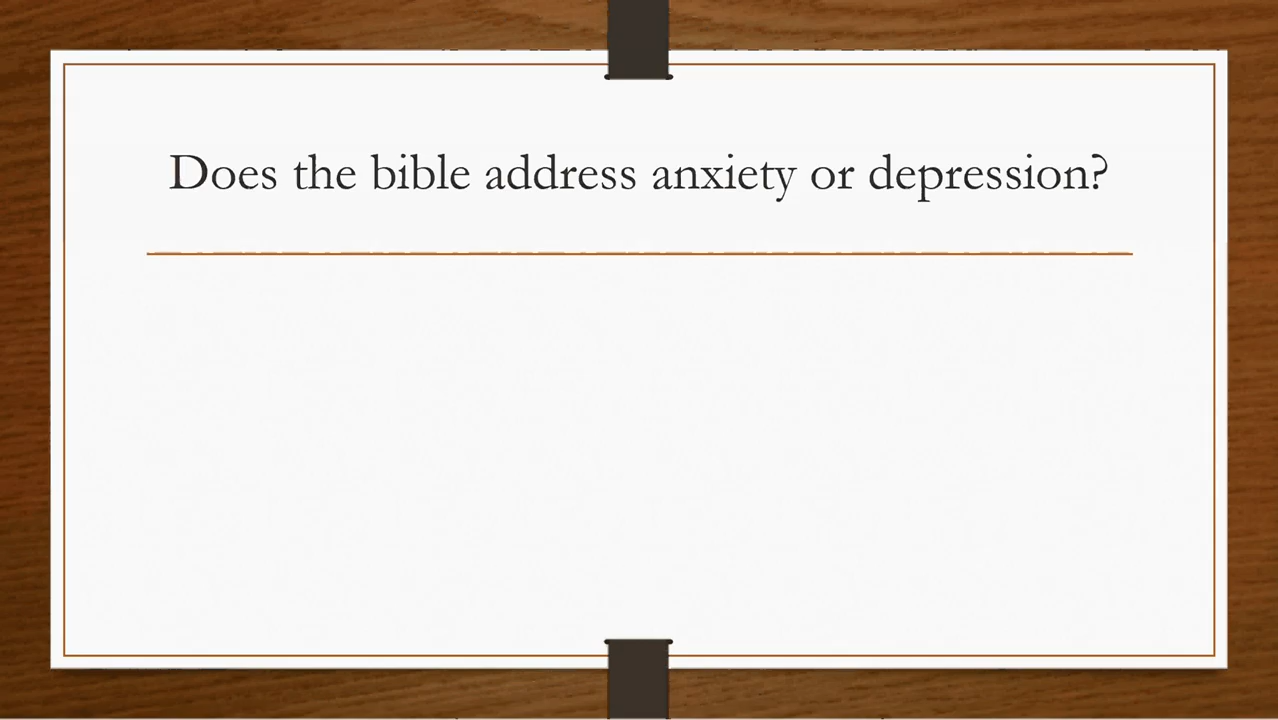 Does the bible address anxiety or depression?